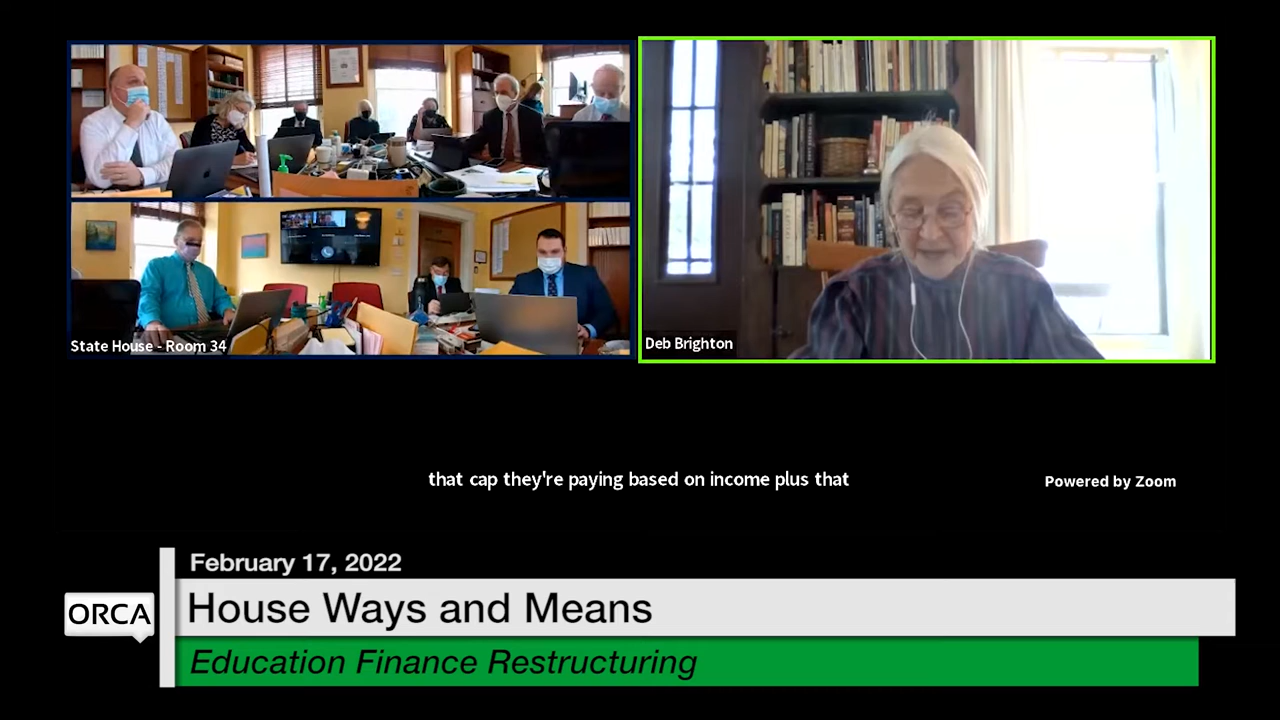 State House - Room 34
Deb Brighton
that cap they're paying based on income plus that
Powered by Zoom
February 17, 2022
ORCA
House Ways and Means
Education Finance Restructuring